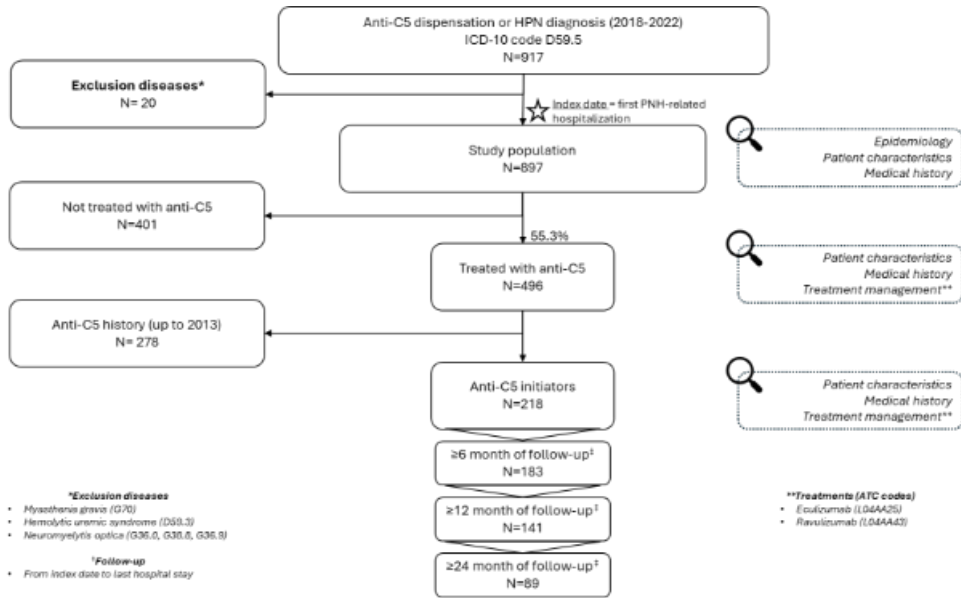 Anti-C5 dispensation or HPN diagnosis (2018-2022)
ICD-10 code D59.5
N=917
Exclusion diseases*
N= 20
Index date = first PNH-related
hospitalization
Study population
N=897
Epidemiology
Patient characteristics
Medical history
Not treated with anti-C5
N=401
55.3%
Treated with anti-C5
N=496
Patient characteristics
Medical history
Treatment management**
Anti-C5 history (up to 2013)
N= 278
Anti-C5 initiators
N=218
Patient characteristics
Medical history
Treatment management**
≥6 month of follow-up‡
N=183
≥12 month of follow-up‡
N=141
≥24 month of follow-up‡
N=89
*Exclusion diseases
• Myasthenia gravis (G70)
• Hemolytic uremic syndrome (D59.3)
• Neuromyelytis optica (G36.0, G36.8, G36.9)
‡Follow-up
• From index date to last hospital stay
**Treatments (ATC codes)
• Eculizumab (L04AA25)
• Ravulizumab (L04AA43)